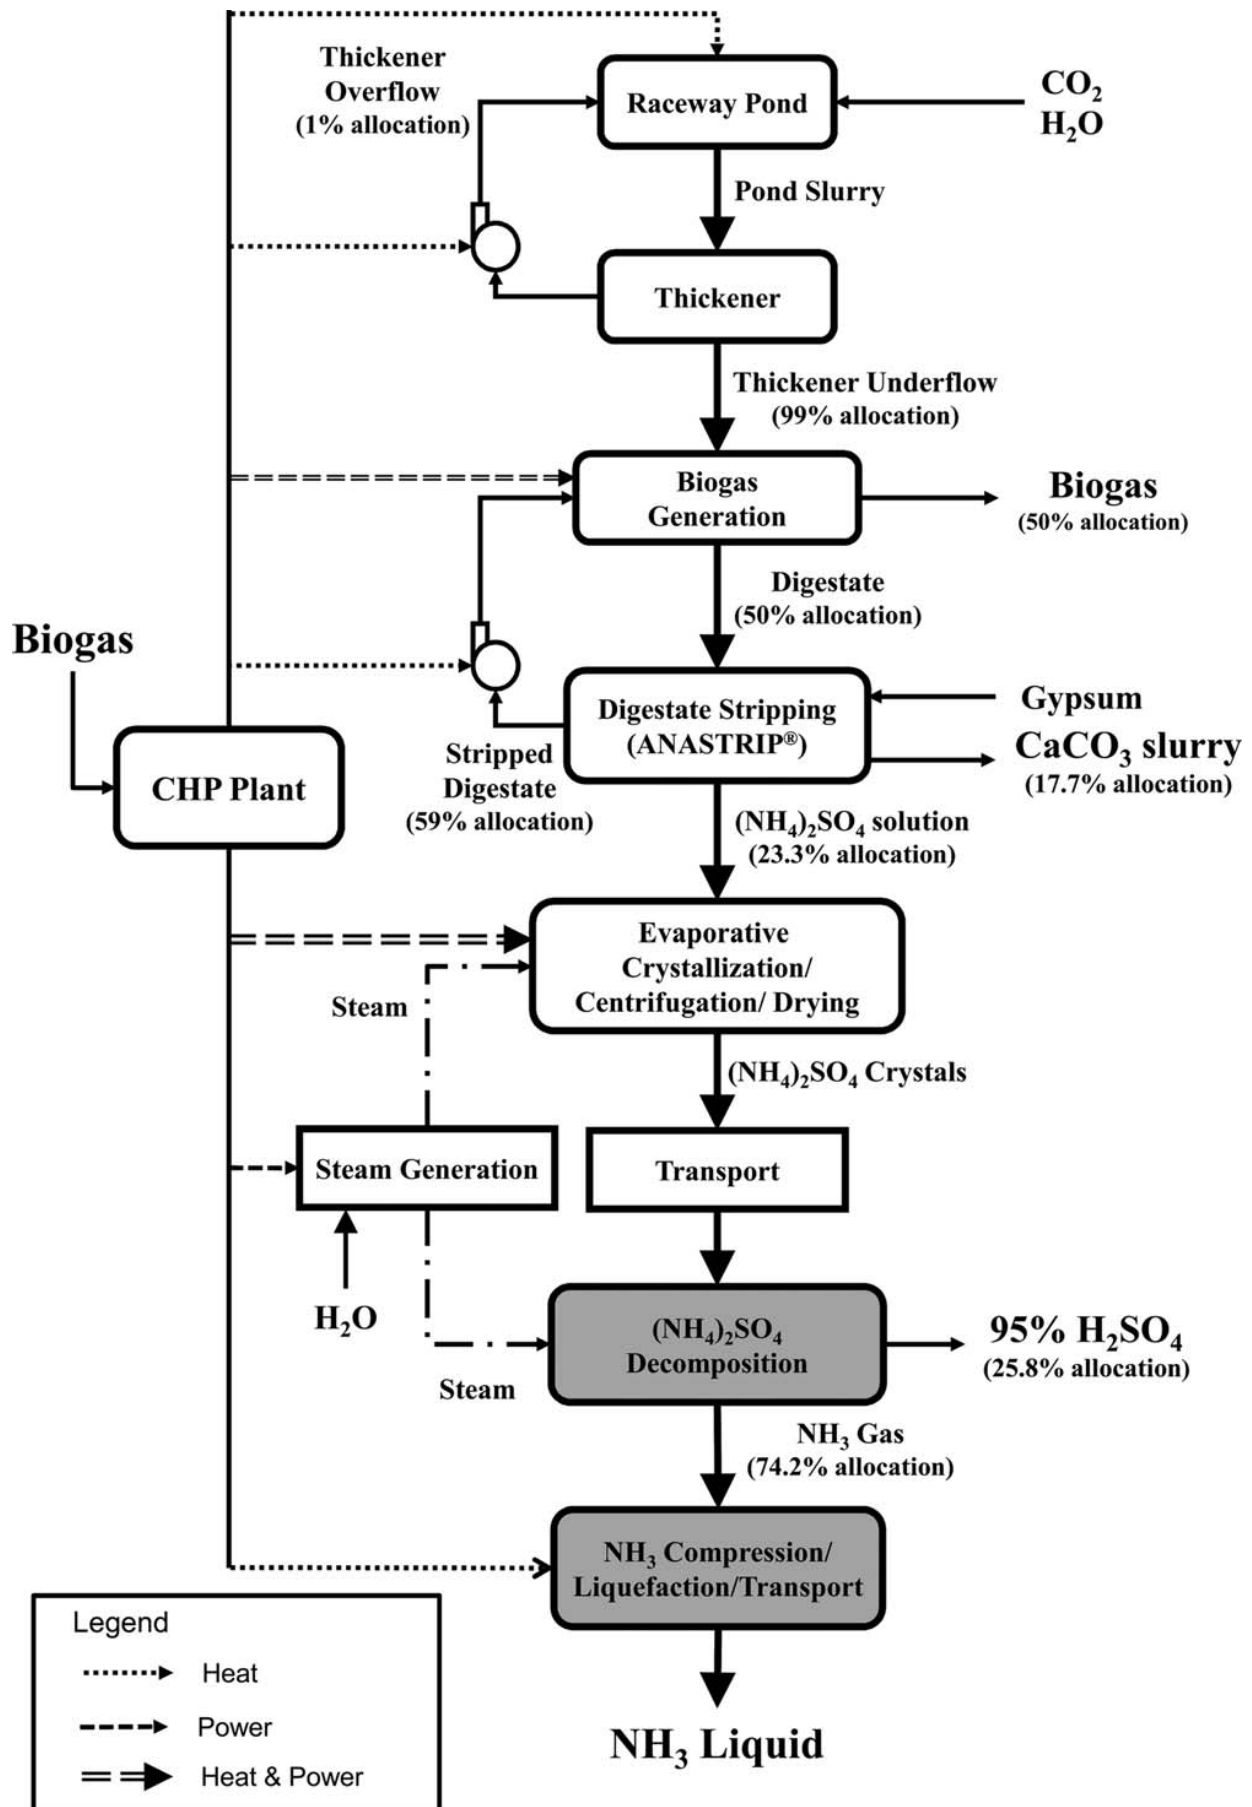 Thickener
Overflow
(1% allocation)
Raceway Pond
CO₂
H₂O
Pond Slurry
Thickener
Thickener Underflow
(99% allocation)
Biogas
Generation
Biogas
(50% allocation)
Digestate
(50% allocation)
Biogas
CHP Plant
Digestate Stripping
(ANASTRIP®)
Gypsum
CaCO₃ slurry
(17.7% allocation)
Stripped
Digestate
(59% allocation)
(NH₄)₂SO₄ solution
(23.3% allocation)
Evaporative
Crystallization/
Centrifugation/ Drying
Steam
(NH₄)₂SO₄ Crystals
Steam Generation
Transport
H₂O
Steam
(NH₄)₂SO₄
Decomposition
95% H₂SO₄
(25.8% allocation)
NH₃ Gas
(74.2% allocation)
NH₃ Compression/
Liquefaction/Transport
NH₃ Liquid
Legend
Heat
Power
Heat & Power